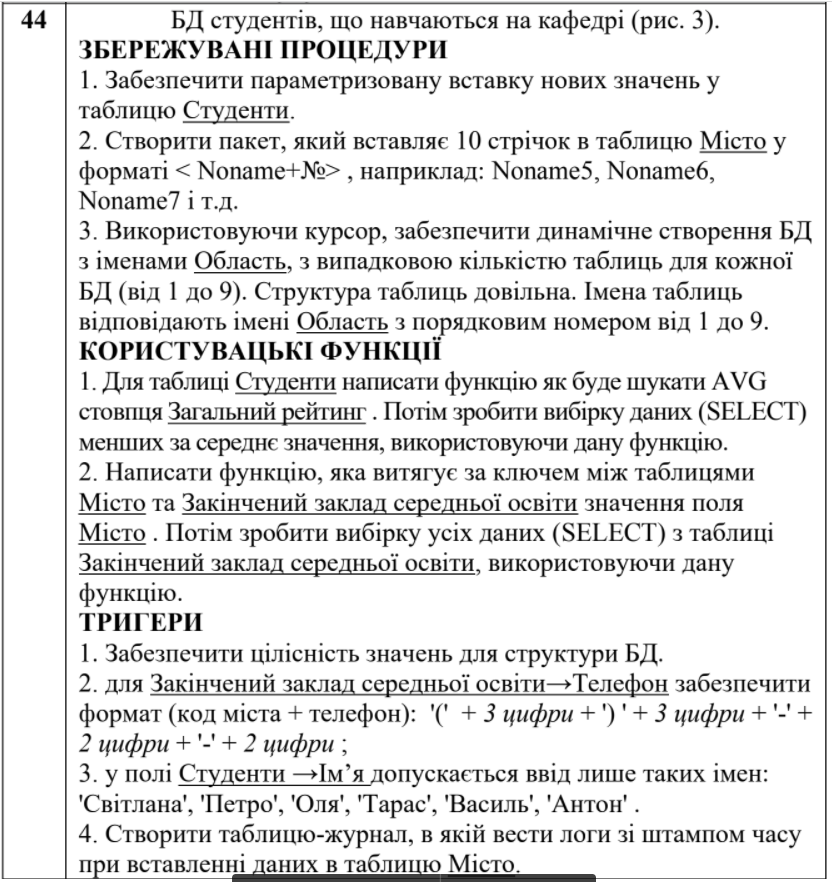 44
БД студентів, що навчаються на кафедрі (рис. 3).
ЗБЕРЕЖУВАНІ ПРОЦЕДУРИ
1. Забезпечити параметризовану вставку нових значень у
таблицю Студенти.
2. Створити пакет, який вставляє 10 стрічок в таблицю Місто у
форматі < Noname+№> , наприклад: Noname5, Noname6,
Noname7 і т.д.
3. Використовуючи курсор, забезпечити динамічне створення БД
з іменами Область, з випадковою кількістю таблиць для кожної
БД (від 1 до 9). Структура таблиць довільна. Імена таблиць
відповідають імені Область з порядковим номером від 1 до 9.
КОРИСТУВАЦЬКІ ФУНКЦІЇ
1. Для таблиці Студенти написати функцію як буде шукати AVG
стовпця Загальний рейтинг . Потім зробити вибірку даних (SELECT)
менших за середнє значення, використовуючи дану функцію.
2. Написати функцію, яка витягує за ключем між таблицями
Місто та Закінчений заклад середньої освіти значення поля
Місто . Потім зробити вибірку усіх даних (SELECT) з таблиці
Закінчений заклад середньої освіти, використовуючи дану
функцію.
ТРИГЕРИ
1. Забезпечити цілісність значень для структури БД.
2. для Закінчений заклад середньої освіти→Телефон забезпечити
формат (код міста + телефон): '(' + 3 цифри + ') ' + 3 цифри + '-' +
2 цифри + '-' + 2 цифри ;
3. у полі Студенти →Ім’я допускається ввід лише таких імен:
'Світлана', 'Петро', 'Оля', 'Тарас', 'Василь', 'Антон' .
4. Створити таблицю-журнал, в якій вести логи зі штампом часу
при вставленні даних в таблицю Місто.